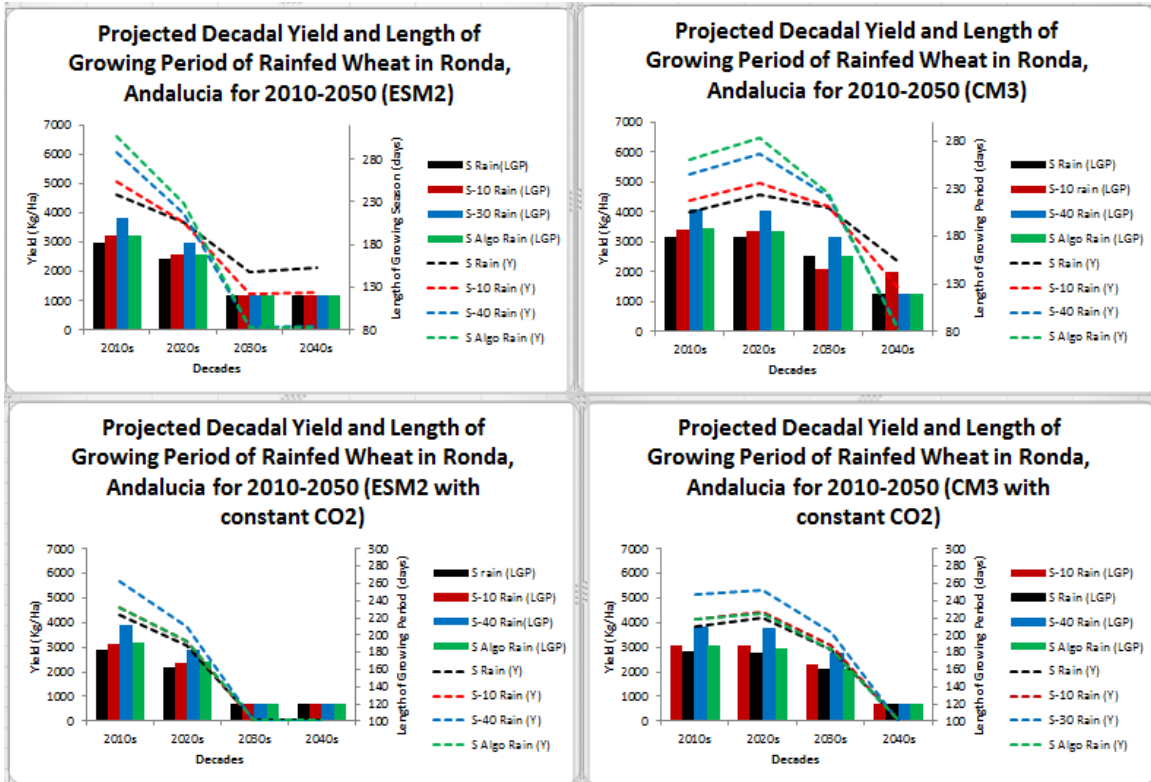 Projected Decadal Yield and Length of
Growing Period of Rainfed Wheat in Ronda,
Andalucia for 2010-2050 (ESM2)
7000
6000
5000
4000
3000
2000
1000
0
Yield (Kg/Ha)
280
230
180
130
80
Length of Growing Season (days)
2010s 2020s 2030s 2040s
Decades
S Rain(LGP)
S-10 Rain (LGP)
S-30 Rain (LGP)
S Algo Rain (LGP)
S Rain (Y)
S-10 Rain (Y)
S-40 Rain (Y)
S Algo Rain (Y)
Projected Decadal Yield and Length of
Growing Period of Rainfed Wheat in Ronda,
Andalucia for 2010-2050 (CM3)
7000
6000
5000
4000
3000
2000
1000
0
Yield (Kg/Ha)
280
230
180
130
80
Length of Growing Period (days)
2010s 2020s 2030s 2040s
Decades
S Rain (LGP)
S-10 rain (LGP)
S-40 Rain (LGP)
S Algo Rain (LGP)
S Rain (Y)
S-10 Rain (Y)
S-40 Rain (Y)
S Algo Rain (Y)
Projected Decadal Yield and Length of
Growing Period of Rainfed Wheat in Ronda,
Andalucia for 2010-2050 (ESM2 with
constant CO2)
7000
6000
5000
4000
3000
2000
1000
0
Yield (Kg/Ha)
300
280
260
240
220
200
180
160
140
120
100
Length of Growing Period (days)
2010s 2020s 2030s 2040s
Decades
S rain (LGP)
S-10 Rain (LGP)
S-40 Rain(LGP)
S Algo Rain (LGP)
S Rain (Y)
S-10 Rain (Y)
S-40 Rain (Y)
S Algo Rain (Y)
Projected Decadal Yield and Length of
Growing Period of Rainfed Wheat in Ronda,
Andalucia for 2010-2050 (CM3 with
constant CO2)
7000
6000
5000
4000
3000
2000
1000
0
Yield (Kg/Ha)
300
280
260
240
220
200
180
160
140
120
100
Length of Growing Period (days)
2010s 2020s 2030s 2040s
Decades
S-10 Rain (LGP)
S Rain (LGP)
S-40 Rain (LGP)
S Algo Rain (LGP)
S Rain (Y)
S-10 Rain (Y)
S-30 Rain (Y)
S Algo Rain (Y)